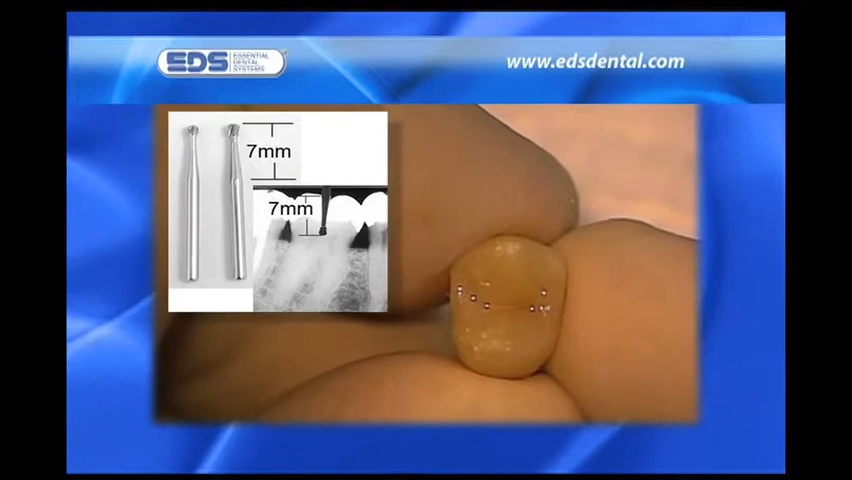 EDS
ESSENTIAL
DENTAL
SYSTEMS
www.edsdental.com
7mm
7mm